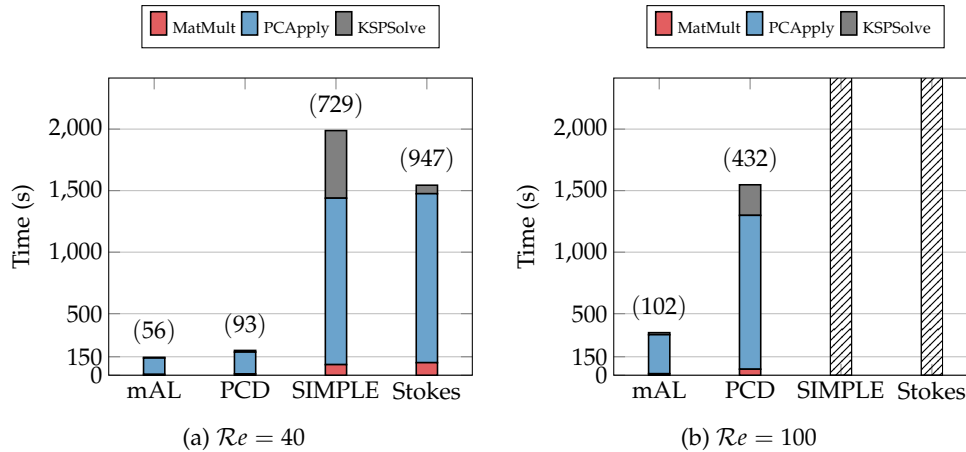 MatMult PCApply KSPSolve
Time (s)
2,000
1,500
1,000
500
150
0
(56)
(93)
(729)
(947)
mAL PCD SIMPLE Stokes
(a) Re = 40
MatMult PCApply KSPSolve
Time (s)
2,000
1,500
1,000
500
150
0
(102)
(432)
mAL PCD SIMPLE Stokes
(b) Re = 100